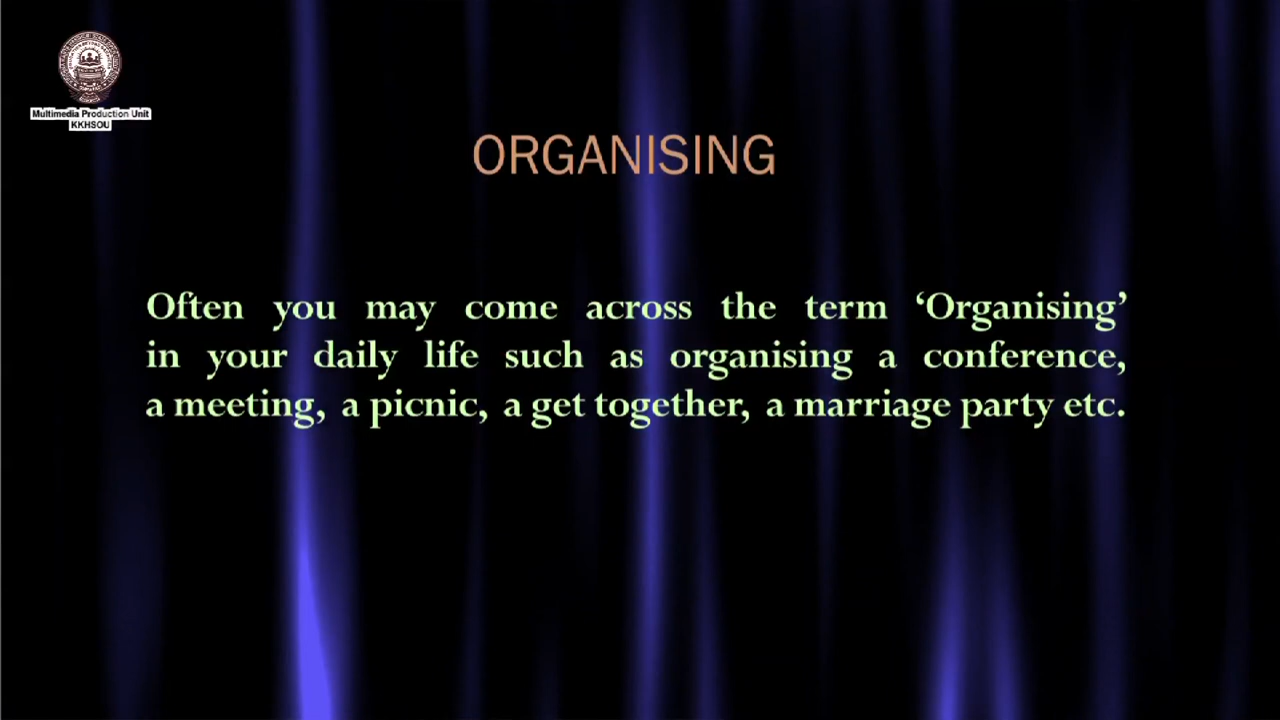 Multimedia Production Unit
KKHSOU
ORGANISING
Often you may come across the term ‘Organising’
in your daily life such as organising a conference,
a meeting, a picnic, a get together, a marriage party etc.